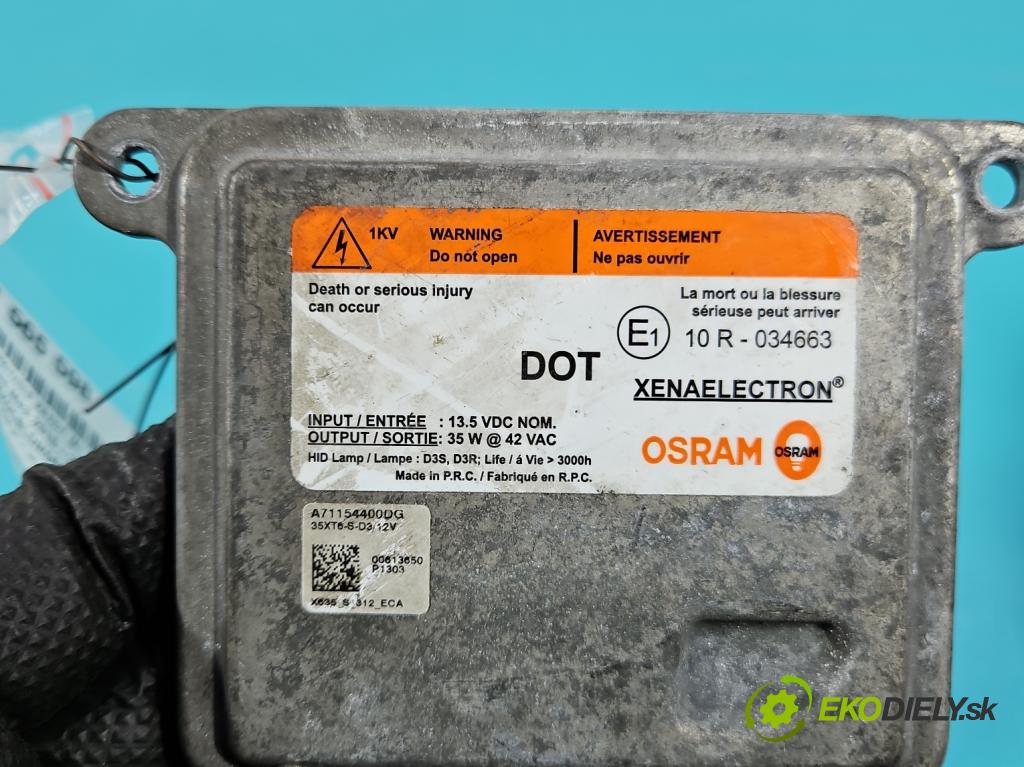 1KV
WARNING
Do not open
AVERTISSEMENT
Ne pas ouvrir
Death or serious injury
can occur
La mort ou la blessure
sérieuse peut arriver
E1 10 R - 034663
DOT
XENAELECTRON®
INPUT / ENTRÉE : 13.5 VDC NOM.
OUTPUT / SORTIE: 35 W @ 42 VAC
HID Lamp / Lampe : D3S, D3R; Life / á Vie > 3000h
Made in P.R.C. / Fabriqué en R.P.C.
OSRAM
OSRAM
A71154400DG
35XT6-S-D3/12V
00613650
P1303
EKODIELY.sk